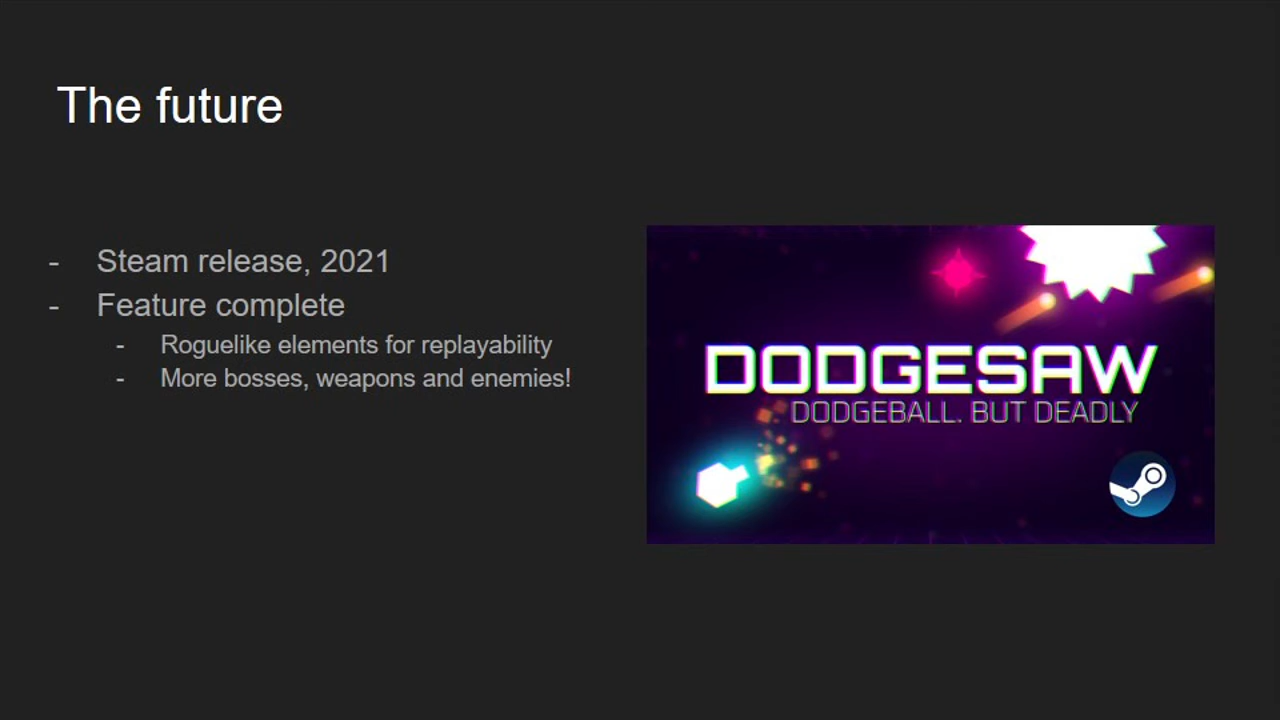 The future
- Steam release, 2021
- Feature complete
- Roguelike elements for replayability
- More bosses, weapons and enemies!
DODGESAW
DODGEBALL. BUT DEADLY